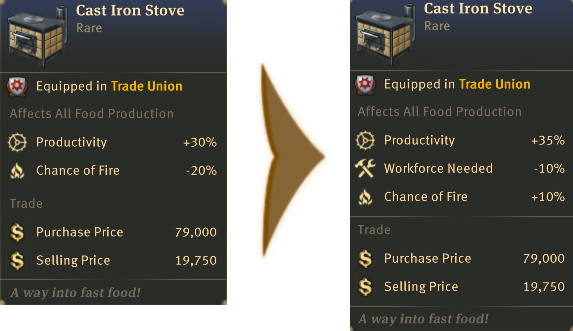 Cast Iron Stove
Rare
Equipped in Trade Union
Affects All Food Production
Productivity +30%
Chance of Fire -20%
Trade
Purchase Price 79,000
Selling Price 19,750
A way into fast food!
Cast Iron Stove
Rare
Equipped in Trade Union
Affects All Food Production
Productivity +35%
Workforce Needed -10%
Chance of Fire +10%
Trade
Purchase Price 79,000
Selling Price 19,750
A way into fast food!